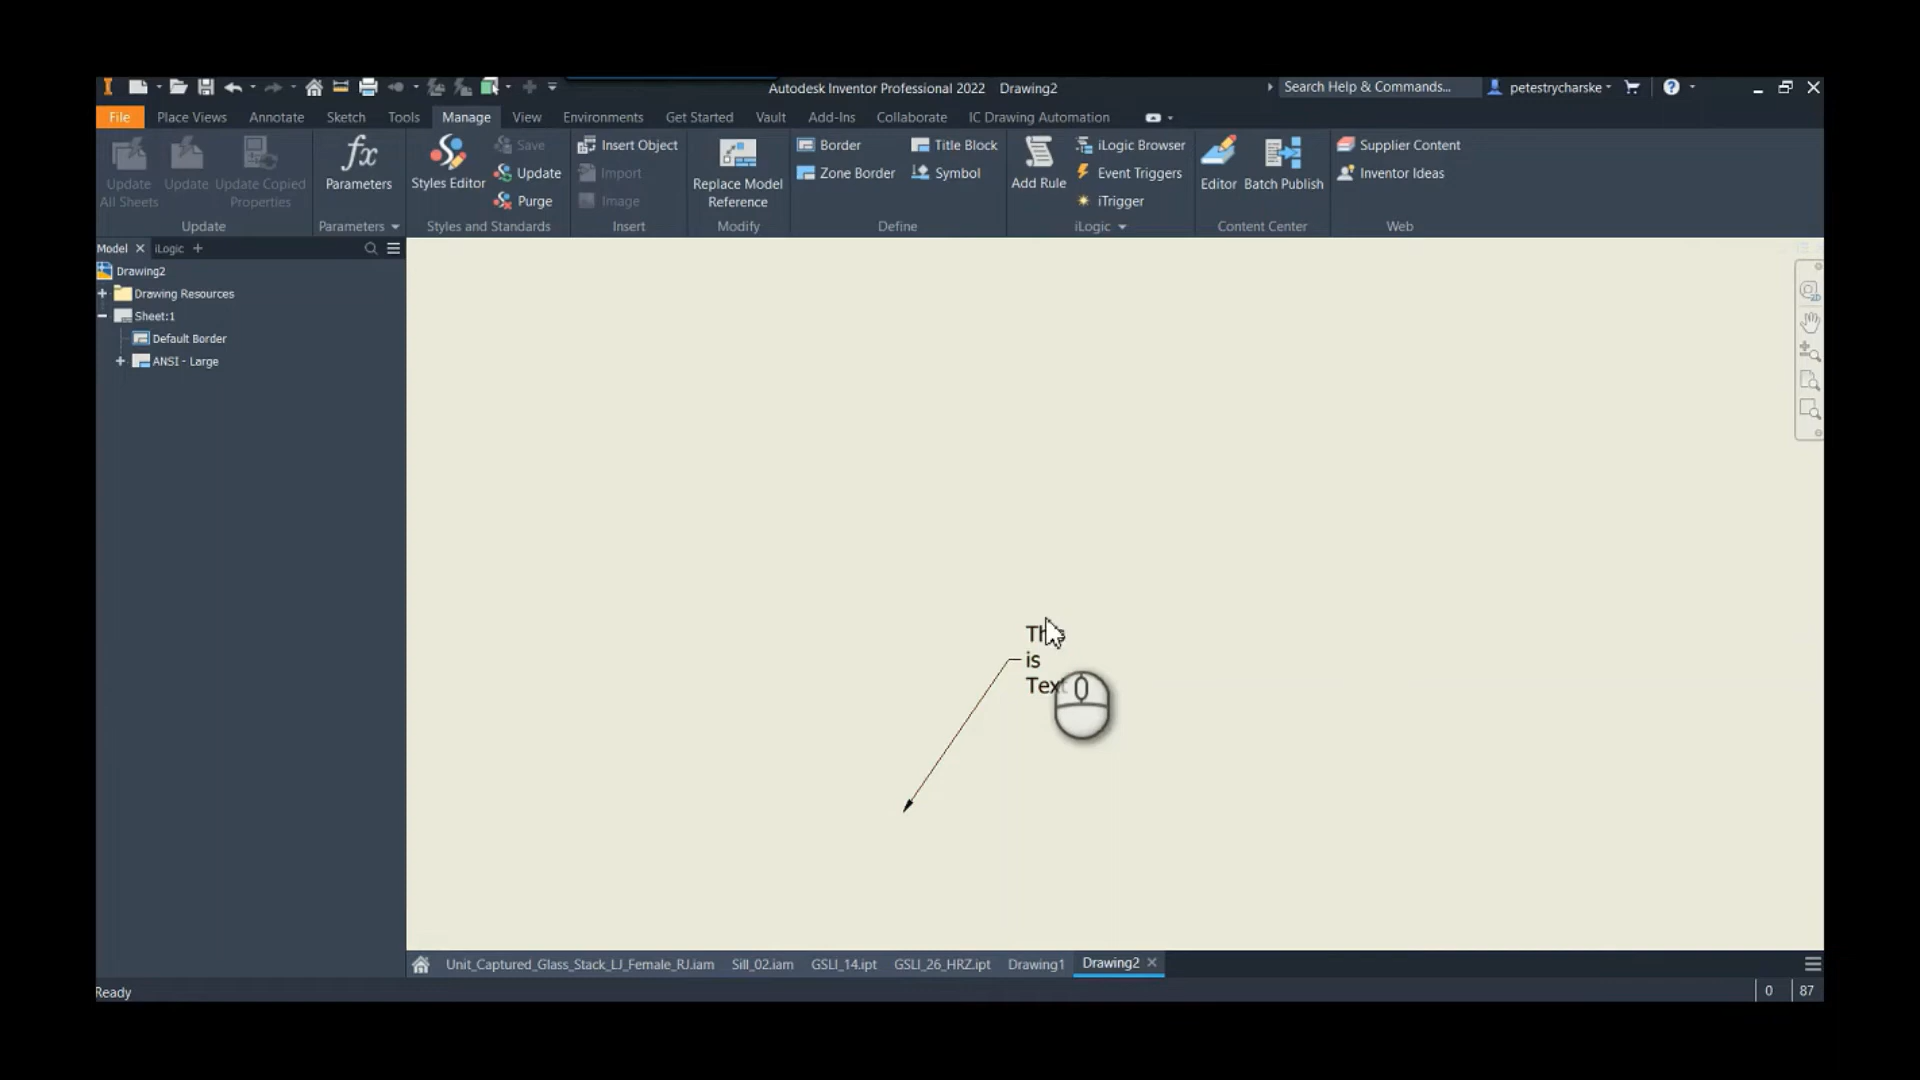 Autodesk Inventor Professional 2022 Drawing2
Search Help & Commands...
petestrycharske
File Place Views Annotate Sketch Tools Manage View Environments Get Started Vault Add-Ins Collaborate IC Drawing Automation
Update All Sheets
Update
Update Copied Properties
Update
fx
Parameters
Parameters
Styles Editor
Save
Update
Purge
Styles and Standards
Insert Object
Import
Image
Insert
Replace Model Reference
Modify
Border
Zone Border
Title Block
Symbol
Define
Add Rule
iLogic Browser
Event Triggers
iTrigger
iLogic
Editor
Batch Publish
Content Center
Supplier Content
Inventor Ideas
Web
Model
iLogic
Drawing2
Drawing Resources
Sheet:1
Default Border
ANSI - Large
is
Unit_Captured_Glass_Stack_LJ_Female_RJ.iam Sill_02.iam GSLI_14.ipt GSLI_26_HRZ.ipt Drawing1 Drawing2
Ready
0 87